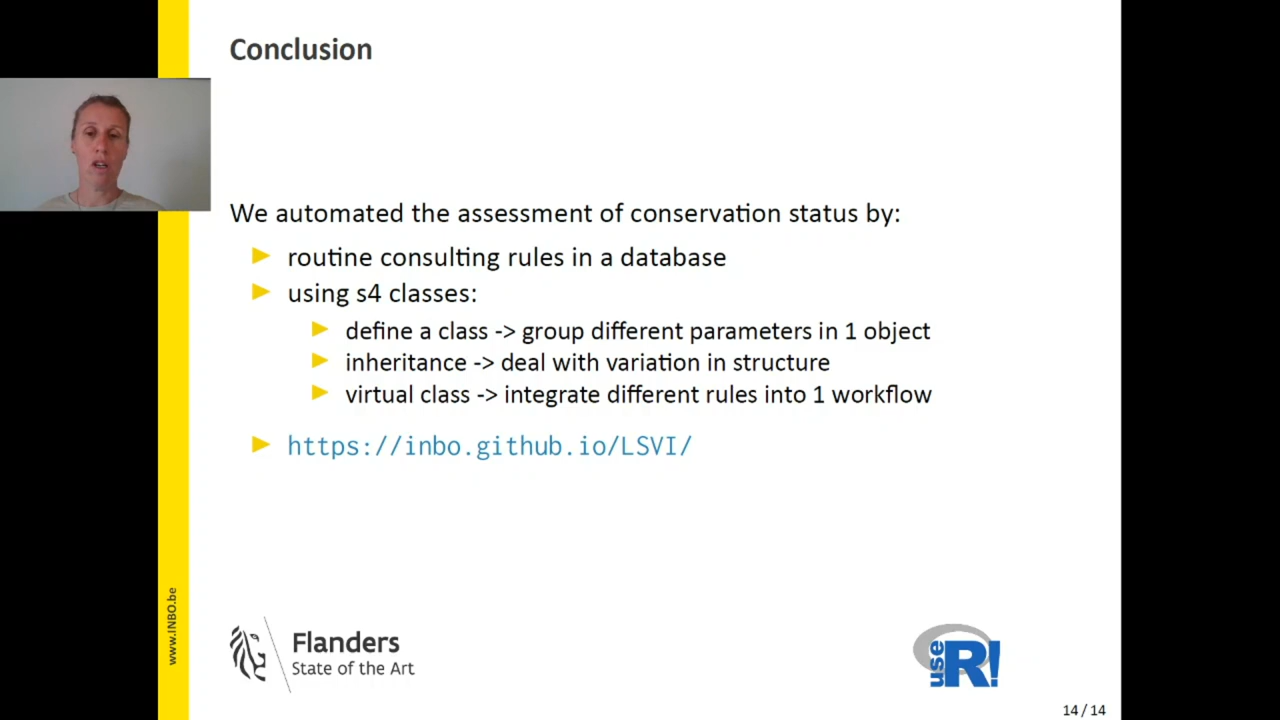 Conclusion
We automated the assessment of conservation status by:
routine consulting rules in a database
using s4 classes:
define a class -> group different parameters in 1 object
inheritance -> deal with variation in structure
virtual class -> integrate different rules into 1 workflow
https://inbo.github.io/LSVI/
www.INBO.be
Flanders
State of the Art
use
R!
14 / 14